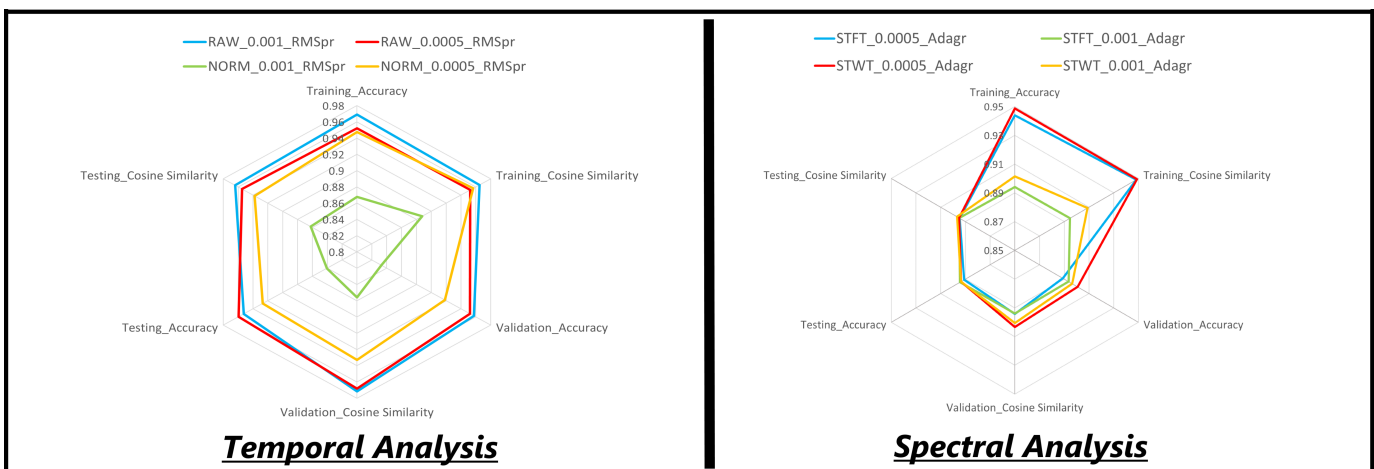 RAW_0.001_RMSpr RAW_0.0005_RMSpr
NORM_0.001_RMSpr NORM_0.0005_RMSpr
Training_Accuracy
0.98
0.96
0.94
0.92
0.9
0.88
0.86
0.84
0.82
0.8
Testing_Cosine Similarity
Training_Cosine Similarity
Testing_Accuracy
Validation_Accuracy
Validation_Cosine Similarity
Temporal Analysis
STFT_0.0005_Adagr STFT_0.001_Adagr
STWT_0.0005_Adagr STWT_0.001_Adagr
Training_Accuracy
0.95
0.93
0.91
0.89
0.87
0.85
Testing_Cosine Similarity
Training_Cosine Similarity
Testing_Accuracy
Validation_Accuracy
Validation_Cosine Similarity
Spectral Analysis